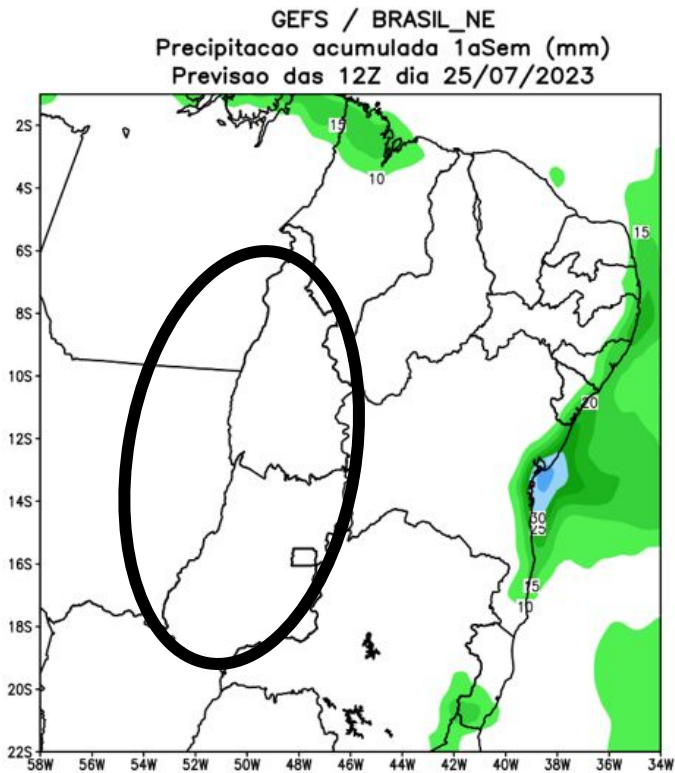 GEFS / BRASIL_NE
Precipitacao acumulada 1aSem (mm)
Previsao das 12Z dia 25/07/2023
2S
15
10
4S
15
6S
8S
10S
20
12S
14S
30
25
16S
15
10
18S
20S
22S
58W 56W 54W 52W 50W 48W 46W 44W 42W 40W 38W 36W 34W